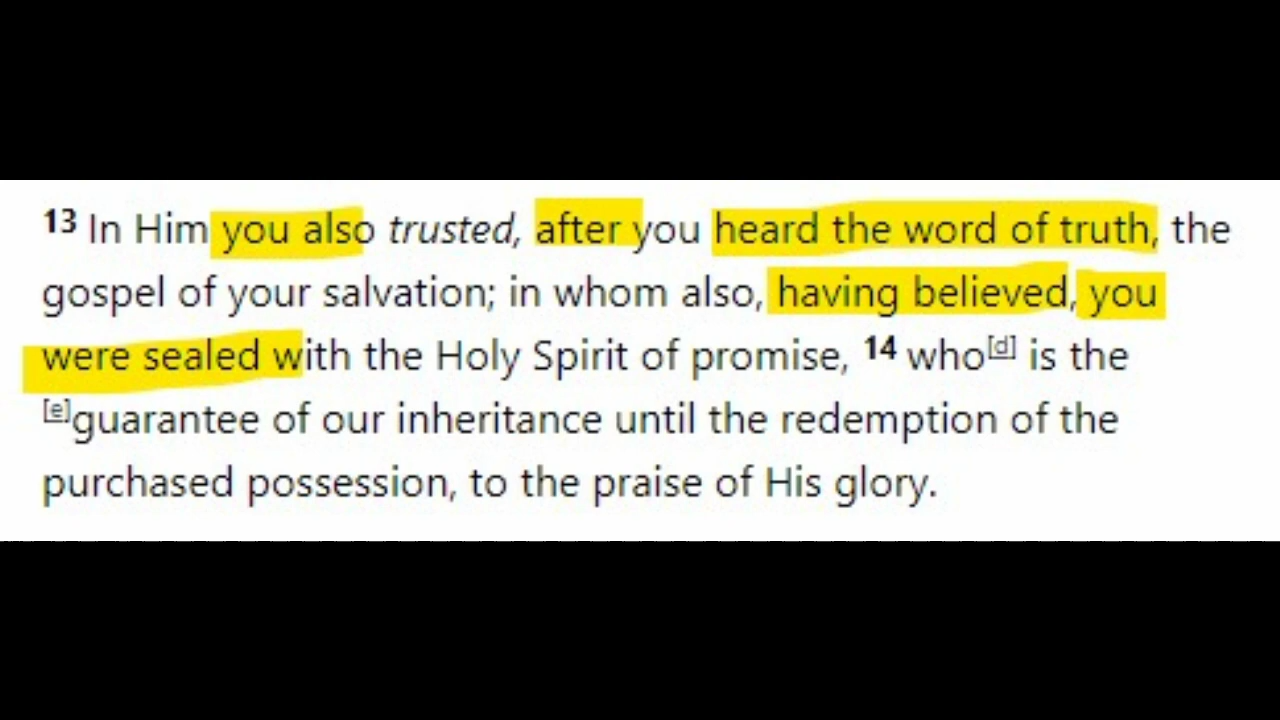 13 In Him you also trusted, after you heard the word of truth, the
gospel of your salvation; in whom also, having believed, you
were sealed with the Holy Spirit of promise, 14 who[d] is the
[e]guarantee of our inheritance until the redemption of the
purchased possession, to the praise of His glory.